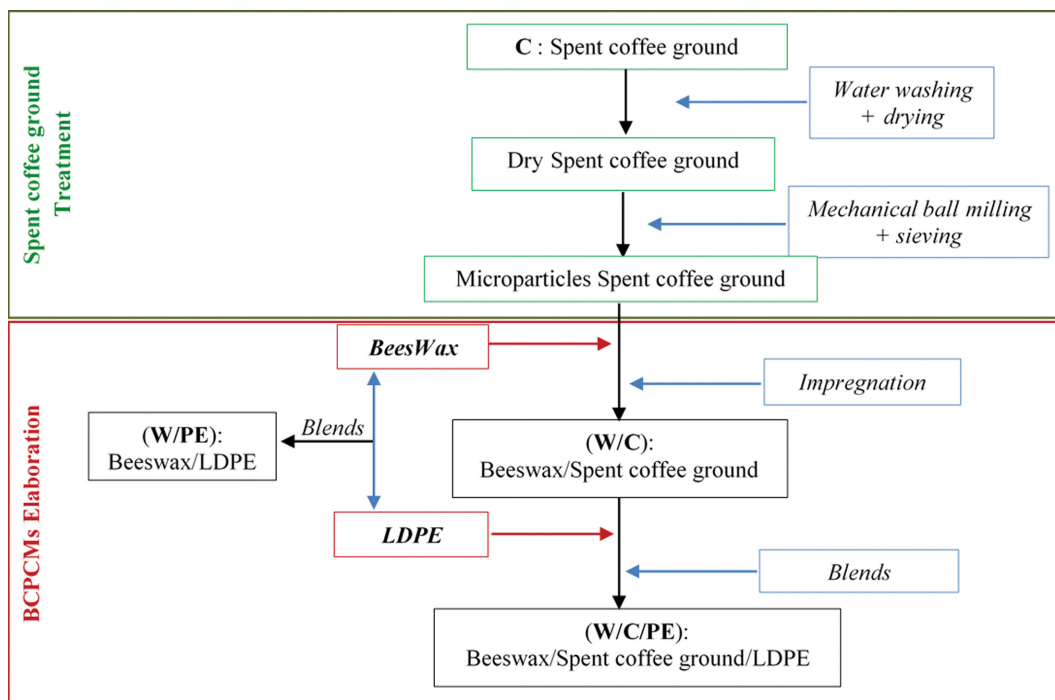 Spent coffee ground
Treatment
C : Spent coffee ground
Water washing
+ drying
Dry Spent coffee ground
Mechanical ball milling
+ sieving
Microparticles Spent coffee ground
BCPCMs Elaboration
BeesWax
Impregnation
Blends
(W/PE):
Beeswax/LDPE
(W/C):
Beeswax/Spent coffee ground
LDPE
Blends
(W/C/PE):
Beeswax/Spent coffee ground/LDPE